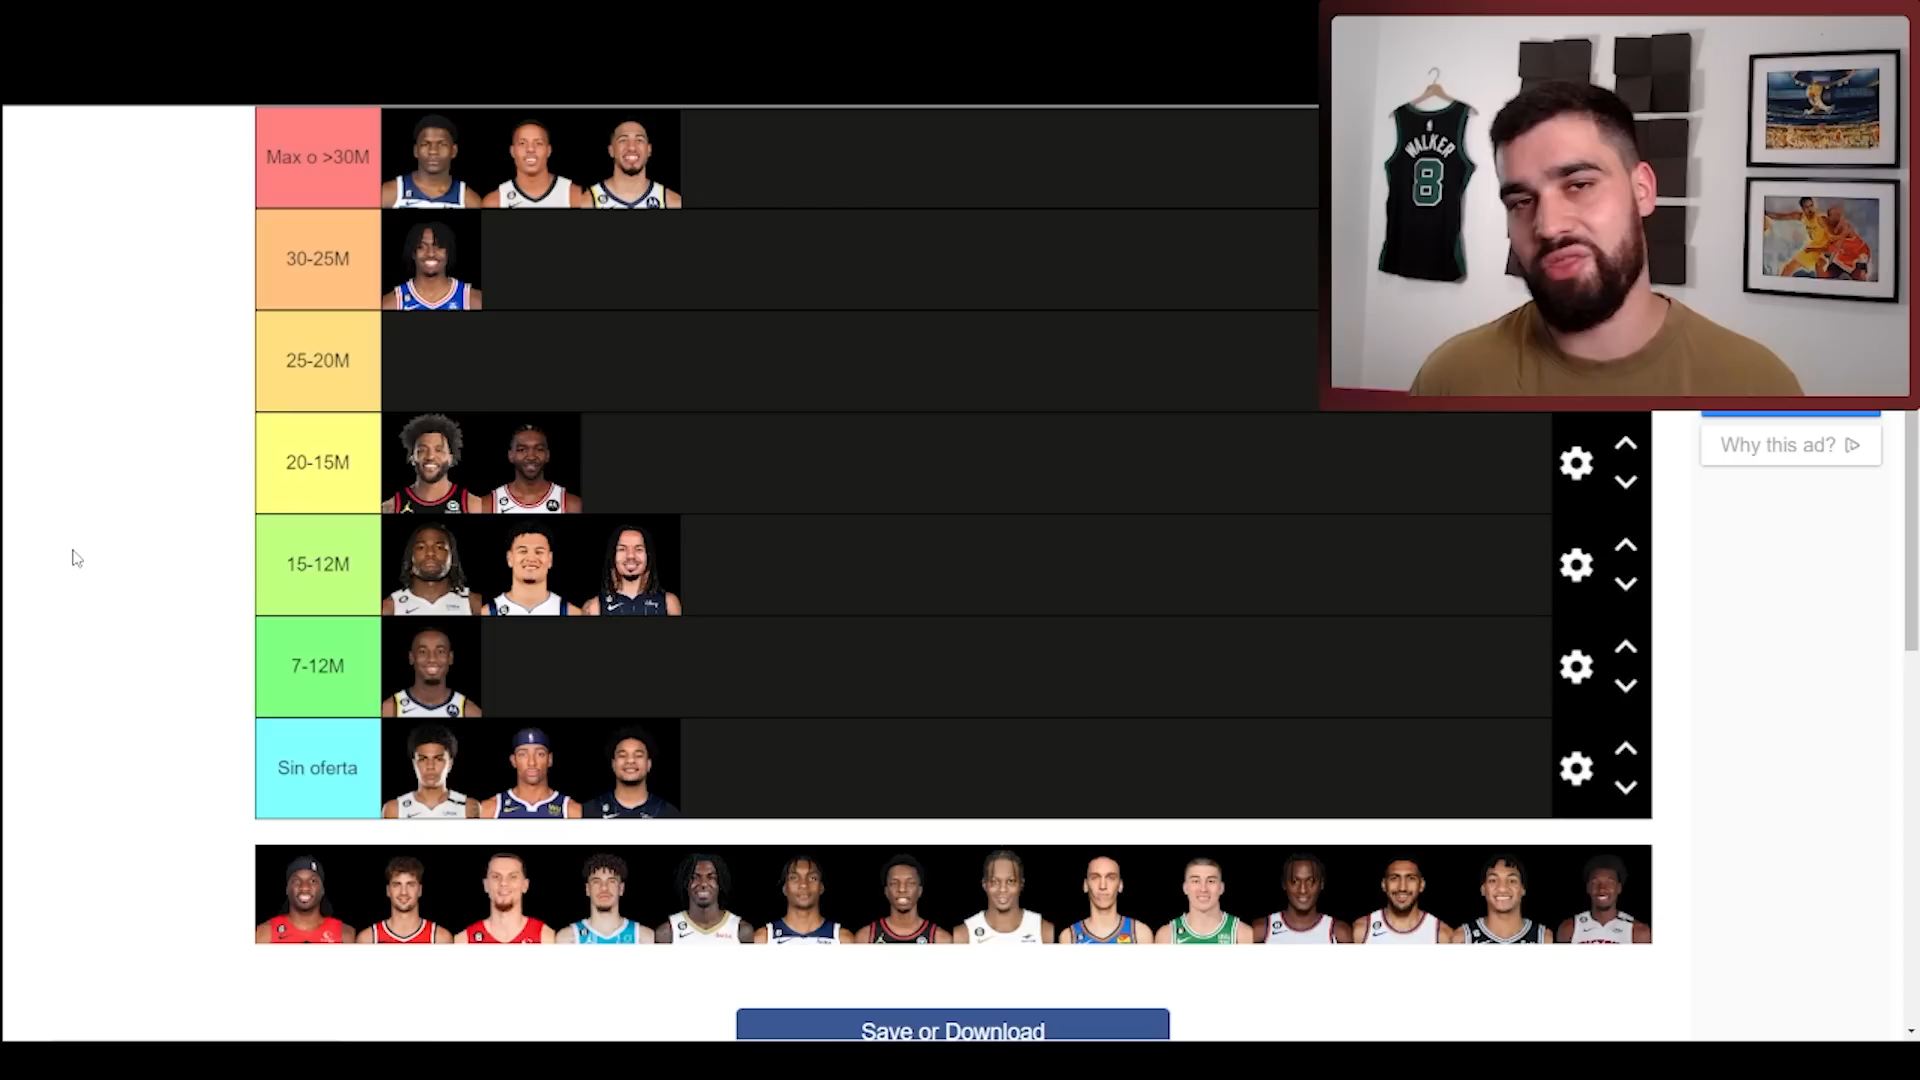 Max o >30M
WALKER
8
30-25M
25-20M
20-15M
Why this ad?
15-12M
7-12M
Sin oferta
Save or Download